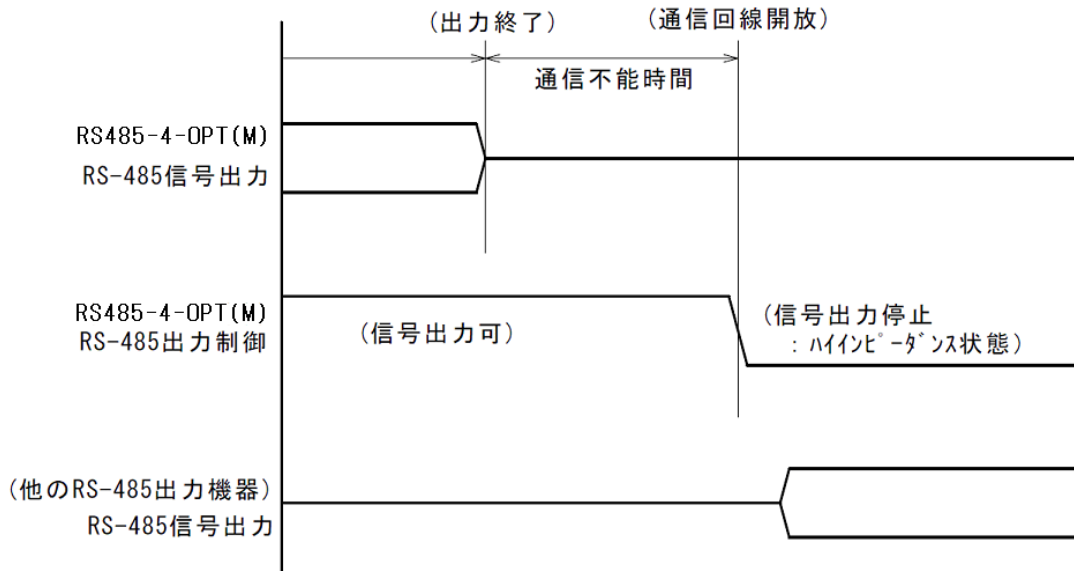 (出力終了)
(通信回線開放)
通信不能時間
RS485-4-OPT(M)
RS-485信号出力
RS485-4-OPT(M)
RS-485出力制御
(信号出力可)
(信号出力停止
: ﾊｲｲﾝﾋﾟｰﾀﾞﾝｽ状態)
(他のRS-485出力機器)
RS-485信号出力